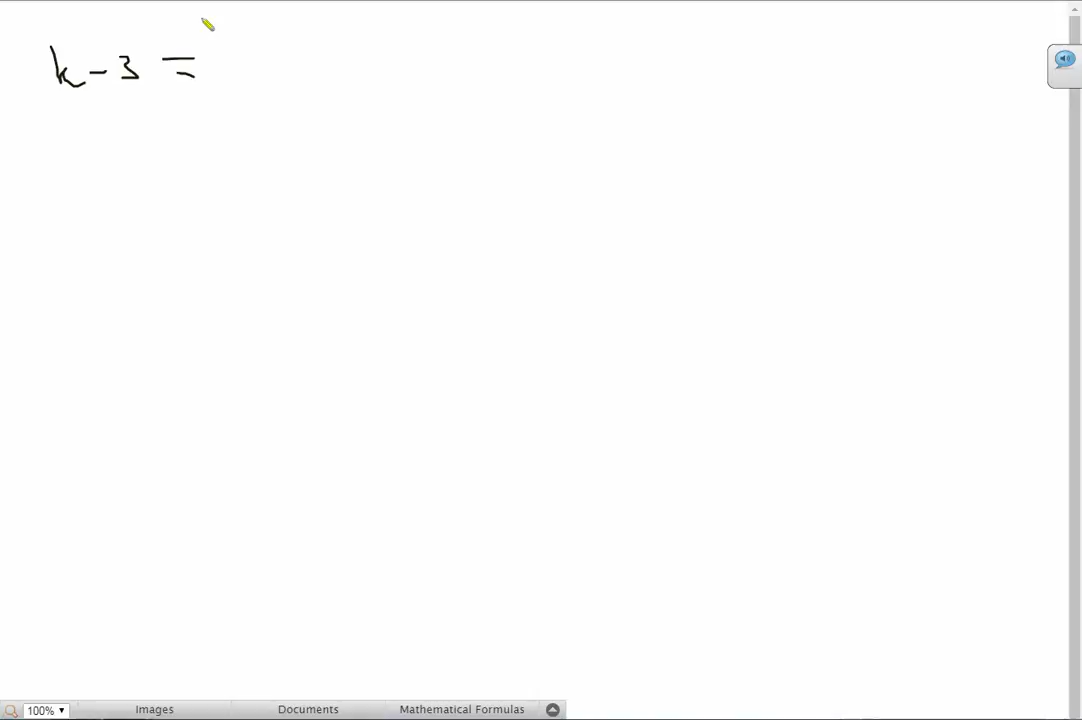 k - 3 =
100% ▼
Images
Documents
Mathematical Formulas